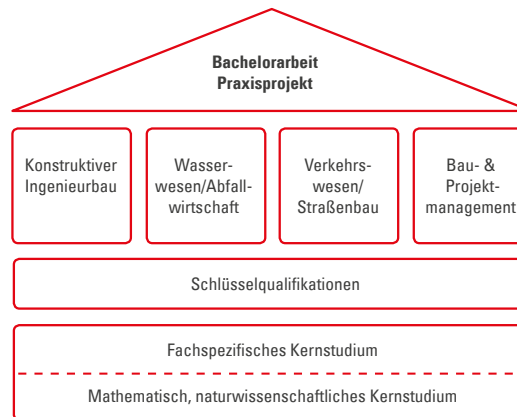 Bachelorarbeit
Praxisprojekt
Konstruktiver
Ingenieurbau
Wasser-
wesen/Abfall-
wirtschaft
Verkehrs-
wesen/
Straßenbau
Bau- &
Projekt-
management
Schlüsselqualifikationen
Fachspezifisches Kernstudium
Mathematisch, naturwissenschaftliches Kernstudium